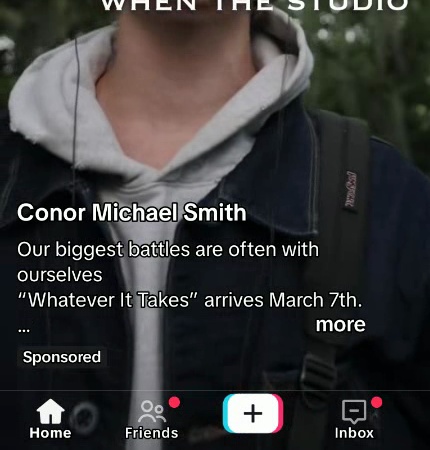 WHEN THE STUDIO
Conor Michael Smith
Our biggest battles are often with
ourselves
“Whatever It Takes” arrives March 7th.
... more
Sponsored
Home Friends Inbox